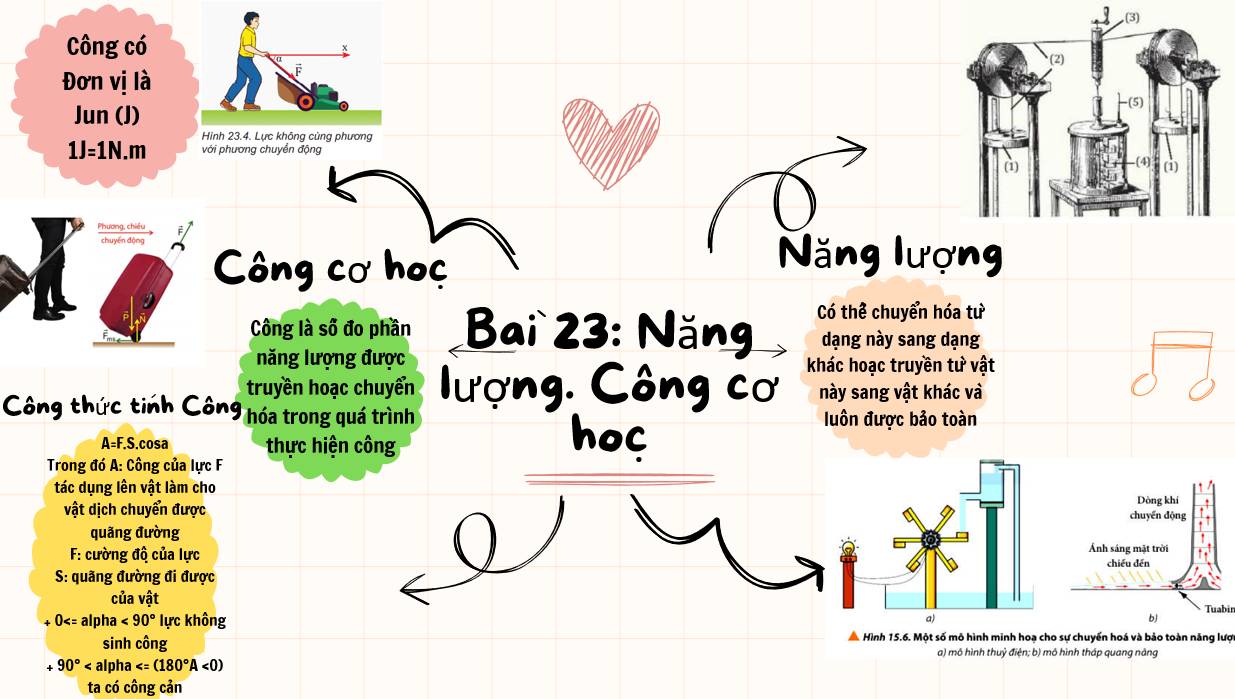 Công có
Đơn vị là
Jun (J)
1J=1N.m
x
α
F
Hình 23.4. Lực không cùng phương
với phương chuyển động
(1)
(2)
(3)
(4)
(5)
(1)
Phương, chiều
chuyển động
F
P
N
Fms
Công cơ học
Công là số đo phần
năng lượng được
truyền hoạc chuyển
hóa trong quá trình
thực hiện công
Bai` 23: Năng
lượng. Công cơ
học
Năng lượng
Có thể chuyển hóa từ
dạng này sang dạng
khác hoạc truyền từ vật
này sang vật khác và
luôn được bảo toàn
Công thức tính Công
A=F.S.cosa
Trong đó A: Công của lực F
tác dụng lên vật làm cho
vật dịch chuyển được
quãng đường
F: cường độ của lực
S: quãng đường đi được
của vật
+ 0<= alpha < 90° lực không
sinh công
+ 90° < alpha <= (180°A <0)
ta có công cản
Dòng khí
chuyển động
Ánh sáng mặt trời
chiếu đến
Tuabin
a)
b)
Hình 15.6. Một số mô hình minh hoạ cho sự chuyển hoá và bảo toàn năng lượ
a) mô hình thuỷ điện; b) mô hình tháp quang năng